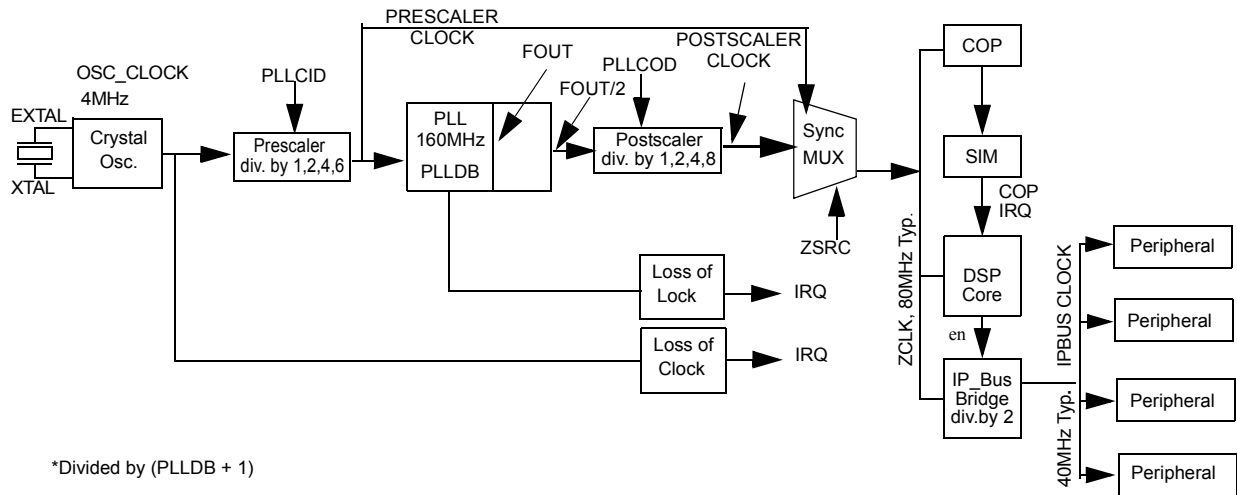 PRESCALER
CLOCK
OSC_CLOCK
4MHz
PLLCID
FOUT
FOUT/2
PLLCOD
POSTSCALER
CLOCK
COP
EXTAL
XTAL
Crystal
Osc.
Prescaler
div. by 1,2,4,6
PLL
160MHz
PLLDB
Postscaler
div. by 1,2,4,8
Sync
MUX
ZSRC
SIM
COP
IRQ
ZCLK, 80MHz Typ.
DSP
Core
en
IP_Bus
Bridge
div.by 2
IPBUS CLOCK
40MHz Typ.
Peripheral
Peripheral
Peripheral
Peripheral
Loss of
Lock
IRQ
Loss of
Clock
IRQ
*Divided by (PLLDB + 1)